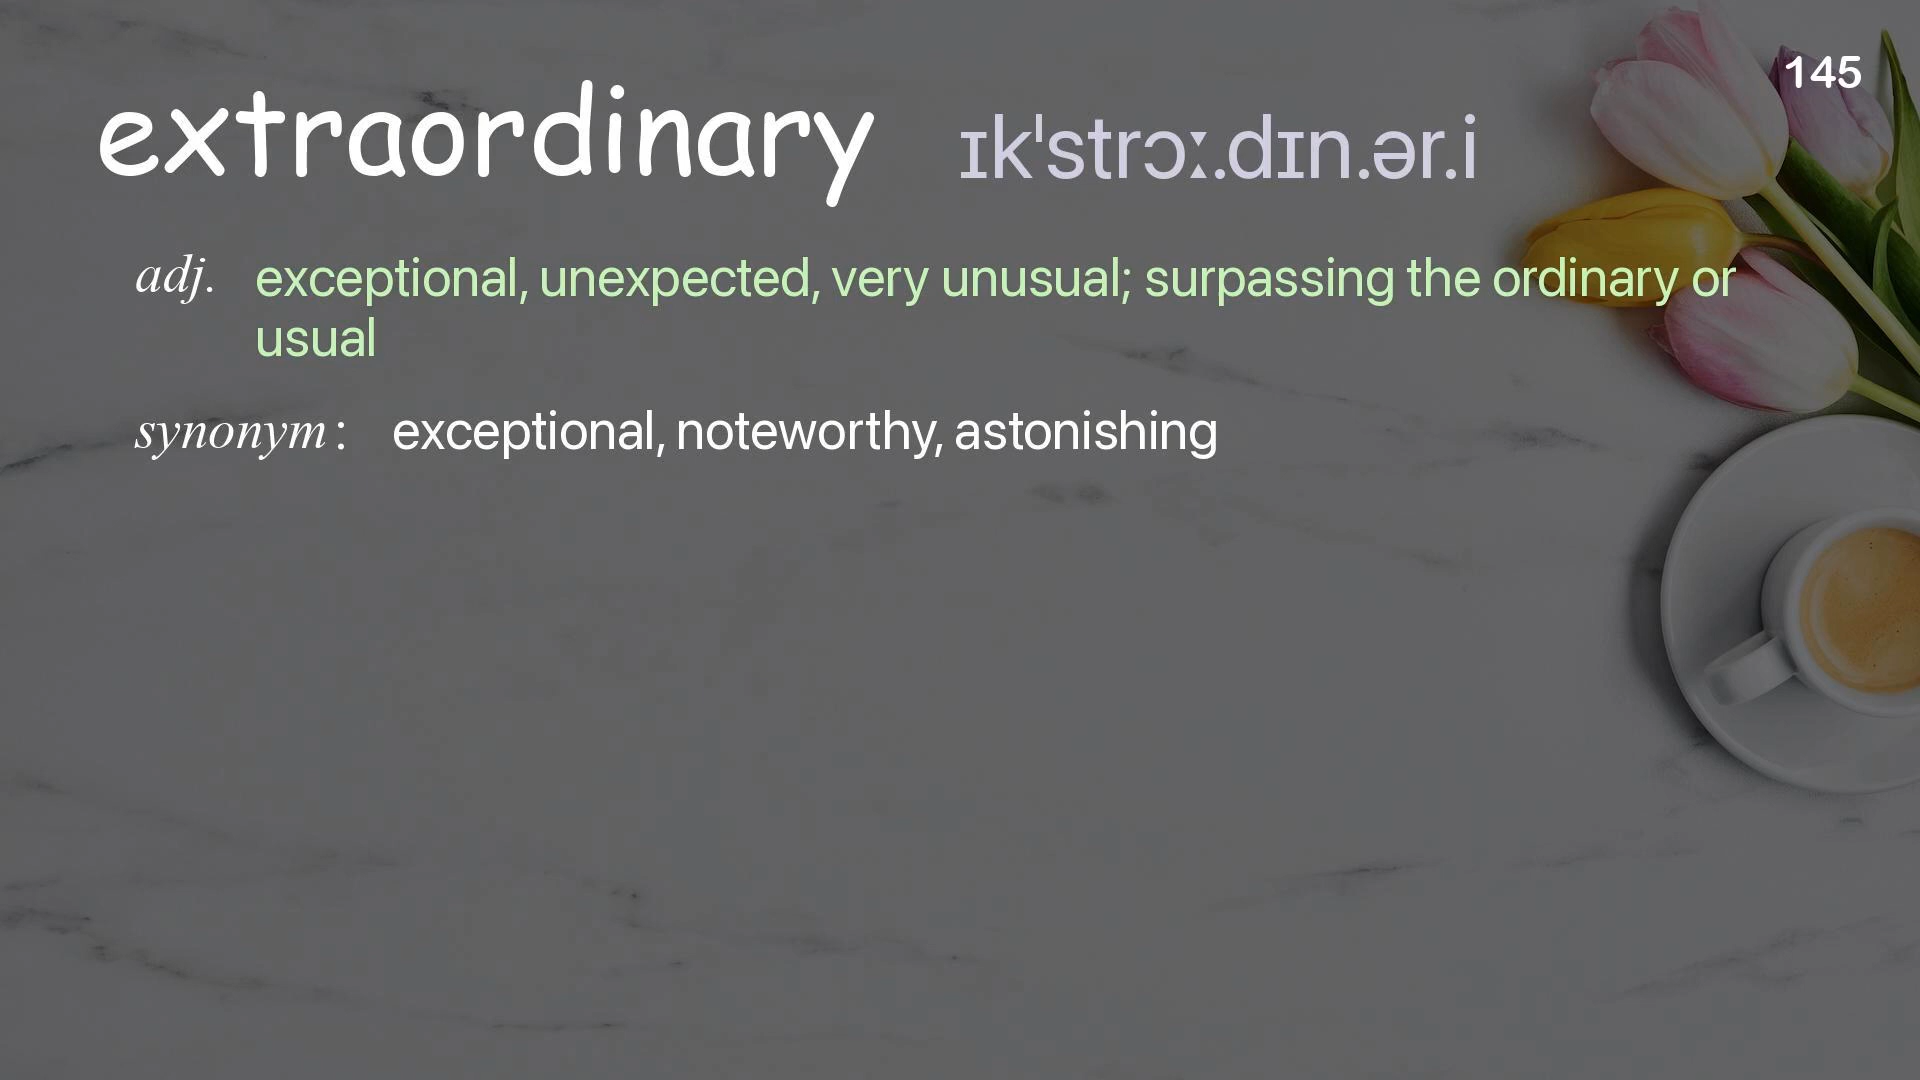 145
extraordinary ɪkˈstrɔː.dɪn.ər.i
adj. exceptional, unexpected, very unusual; surpassing the ordinary or
usual
synonym: exceptional, noteworthy, astonishing